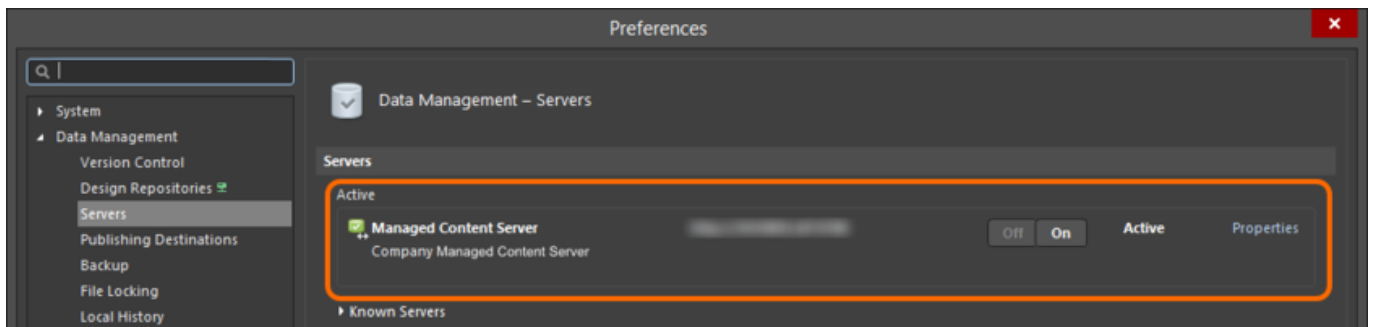 Preferences
System
Data Management
Version Control
Design Repositories
Servers
Publishing Destinations
Backup
File Locking
Local History
Data Management – Servers
Servers
Active
Managed Content Server
Off On Active Properties
Company Managed Content Server
Known Servers